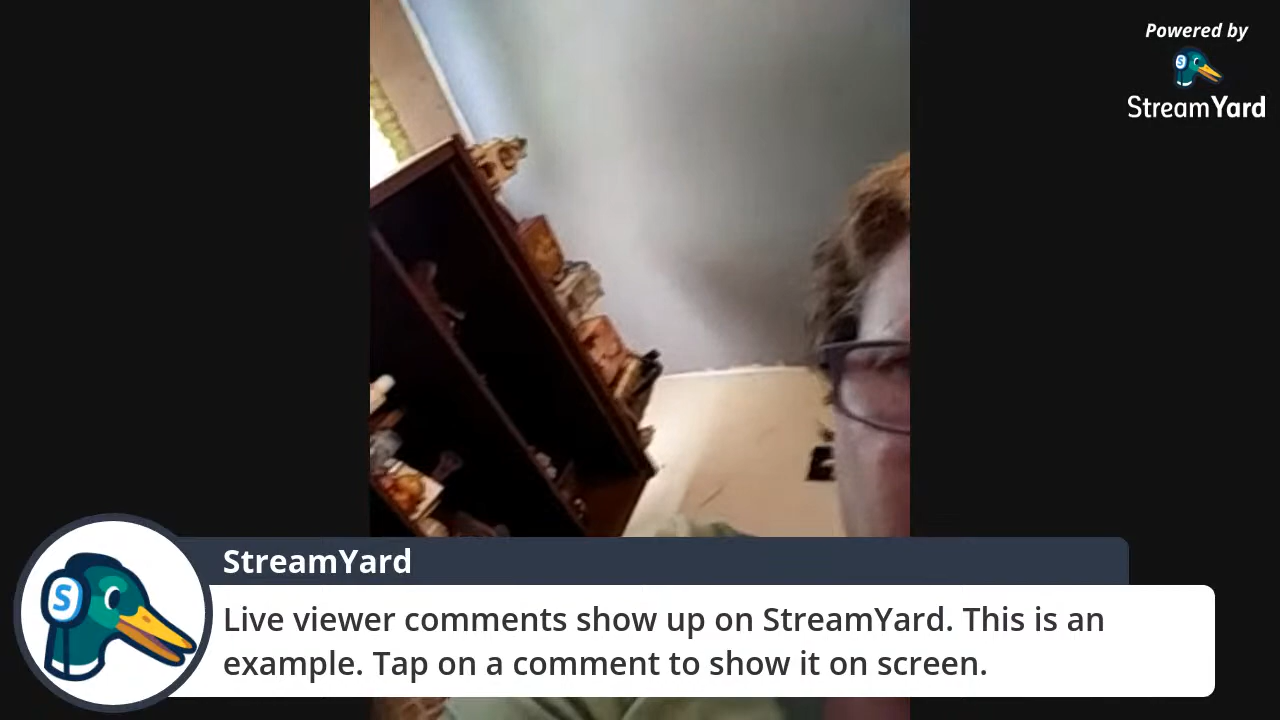 Powered by
StreamYard
StreamYard
Live viewer comments show up on StreamYard. This is an
example. Tap on a comment to show it on screen.